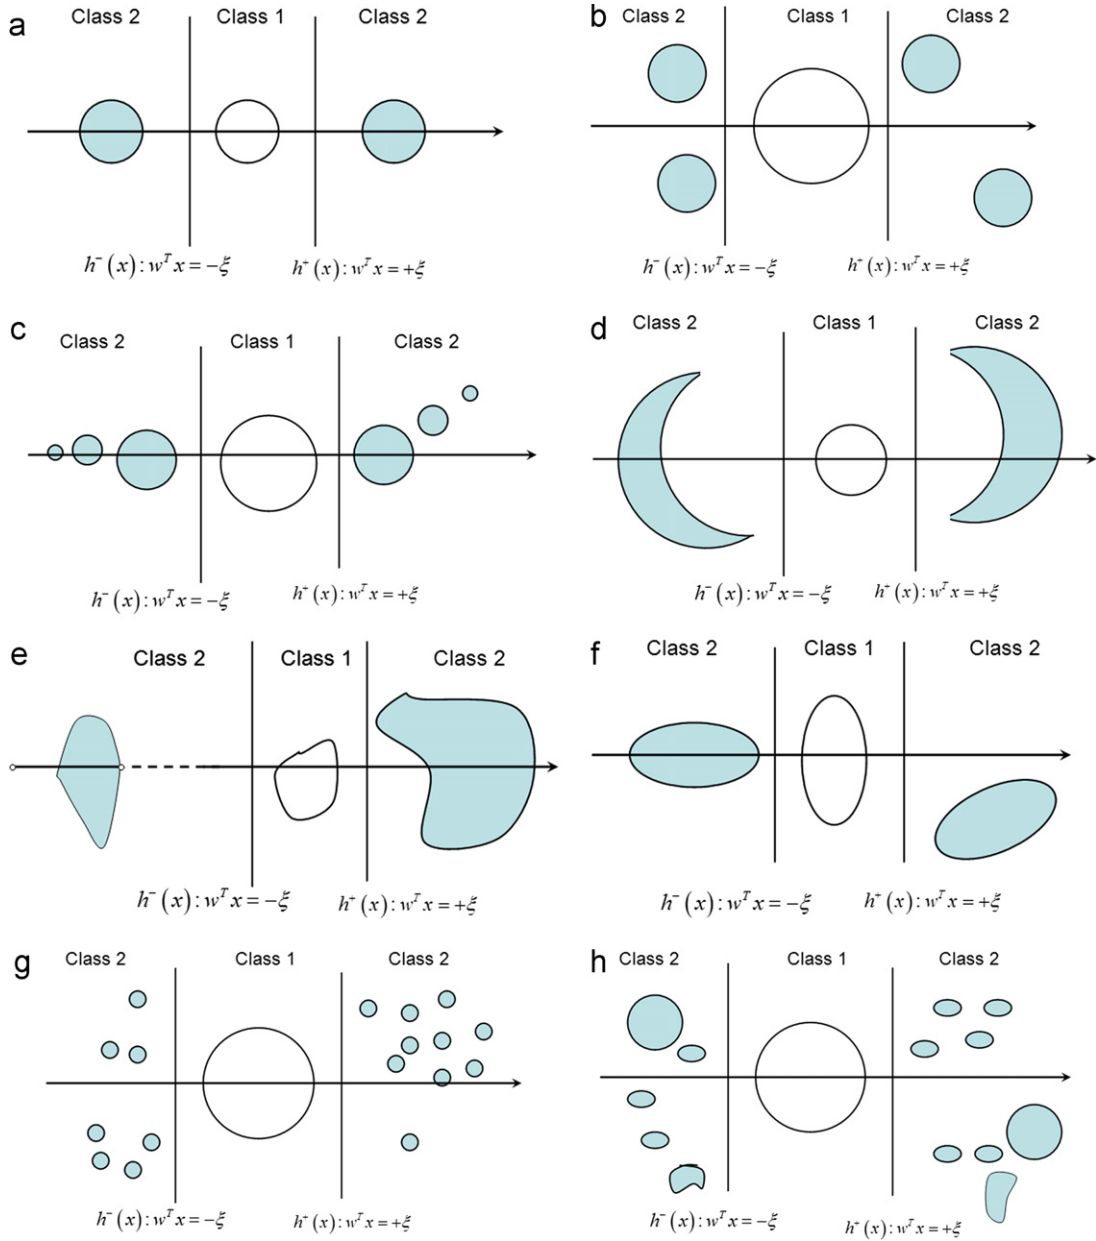 a
Class 2 Class 1 Class 2
h⁻(x): wᵀx = −ξ h⁺(x): wᵀx = +ξ
b
Class 2 Class 1 Class 2
h⁻(x): wᵀx = −ξ h⁺(x): wᵀx = +ξ
c
Class 2 Class 1 Class 2
h⁻(x): wᵀx = −ξ h⁺(x): wᵀx = +ξ
d
Class 2 Class 1 Class 2
h⁻(x): wᵀx = −ξ h⁺(x): wᵀx = +ξ
e
Class 2 Class 1 Class 2
h⁻(x): wᵀx = −ξ h⁺(x): wᵀx = +ξ
f
Class 2 Class 1 Class 2
h⁻(x): wᵀx = −ξ h⁺(x): wᵀx = +ξ
g
Class 2 Class 1 Class 2
h⁻(x): wᵀx = −ξ h⁺(x): wᵀx = +ξ
h
Class 2 Class 1 Class 2
h⁻(x): wᵀx = −ξ h⁺(x): wᵀx = +ξ